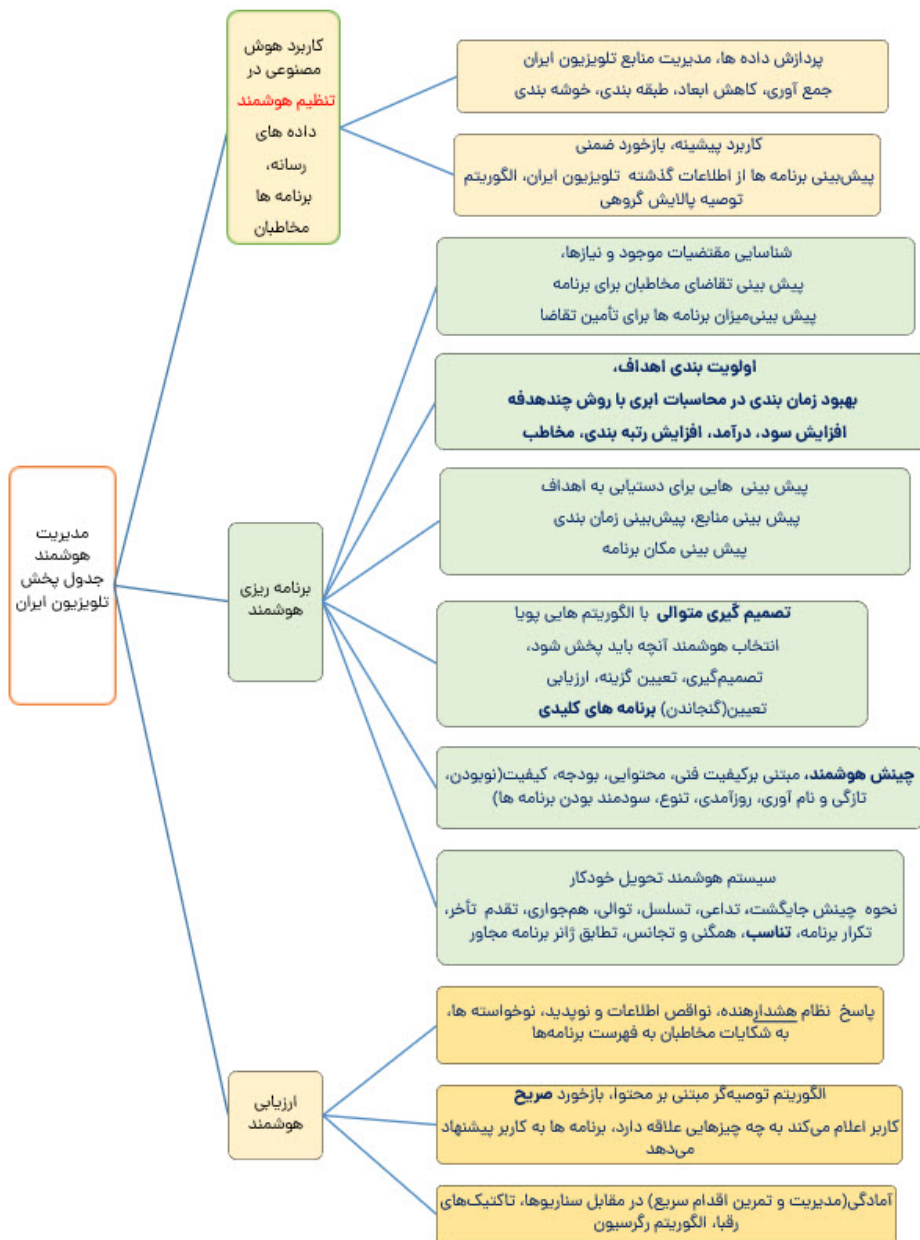 مدیریت
هوشمند
جدول پخش
تلویزیون ایران
کاربرد هوش
مصنوعی در
تنظیم هوشمند
داده های
رسانه،
برنامه ها
مخاطبان
پردازش داده ها، مدیریت منابع تلویزیون ایران
جمع آوری، کاهش ابعاد، طبقه بندی، خوشه بندی
کاربرد پیشینه، بازخورد ضمنی
پیش‌بینی برنامه ها از اطلاعات گذشته تلویزیون ایران، الگوریتم
توصیه پالایش گروهی
برنامه ریزی
هوشمند
شناسایی مقتضیات موجود و نیازها،
پیش بینی تقاضای مخاطبان برای برنامه
پیش بینی‌میزان برنامه ها برای تأمین تقاضا
اولویت بندی اهداف،
بهبود زمان بندی در محاسبات ابری با روش چندهدفه
افزایش سود، درآمد، افزایش رتبه بندی، مخاطب
پیش بینی هایی برای دستیابی به اهداف
پیش بینی منابع، پیش‌بینی زمان بندی
پیش بینی مکان برنامه
تصمیم گیری متوالی با الگوریتم هایی پویا
انتخاب هوشمند آنچه باید پخش شود،
تصمیم‌گیری، تعیین گزینه، ارزیابی
تعیین(گنجاندن) برنامه های کلیدی
چینش هوشمند، مبتنی برکیفیت فنی، محتوایی، بودجه، کیفیت(نوبودن،
تازگی و نام آوری، روزآمدی، تنوع، سودمند بودن برنامه ها)
سیستم هوشمند تحویل خودکار
نحوه چینش جایگشت، تداعی، تسلسل، توالی، هم‌جواری، تقدم تأخر،
تکرار برنامه، تناسب، همگنی و تجانس، تطابق ژانر برنامه مجاور
ارزیابی
هوشمند
پاسخ نظام هشدارهنده، نواقص اطلاعات و نوپدید، نوخواسته ها،
به شکایات مخاطبان به فهرست برنامه‌ها
الگوریتم توصیه‌گر مبتنی بر محتوا، بازخورد صریح
کاربر اعلام می‌کند به چه چیزهایی علاقه دارد، برنامه ها به کاربر پیشنهاد
می‌دهد
آمادگی(مدیریت و تمرین اقدام سریع) در مقابل سناریوها، تاکتیک‌های
رقبا، الگوریتم رگرسیون